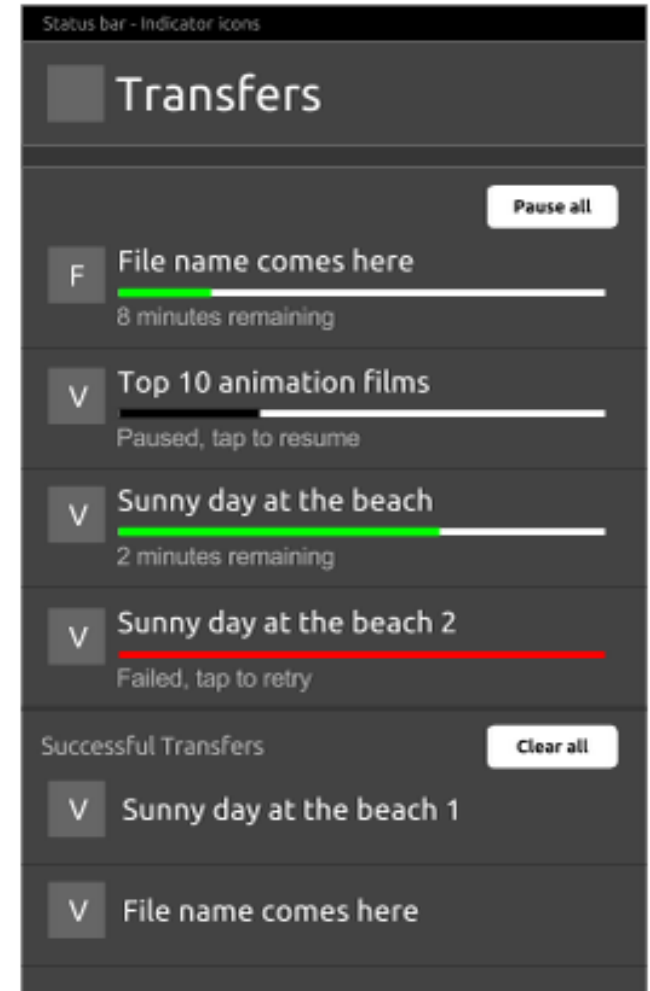 Status bar - Indicator icons
Transfers
Pause all
F
File name comes here
8 minutes remaining
V
Top 10 animation films
Paused, tap to resume
V
Sunny day at the beach
2 minutes remaining
V
Sunny day at the beach 2
Failed, tap to retry
Successful Transfers
Clear all
V
Sunny day at the beach 1
V
File name comes here